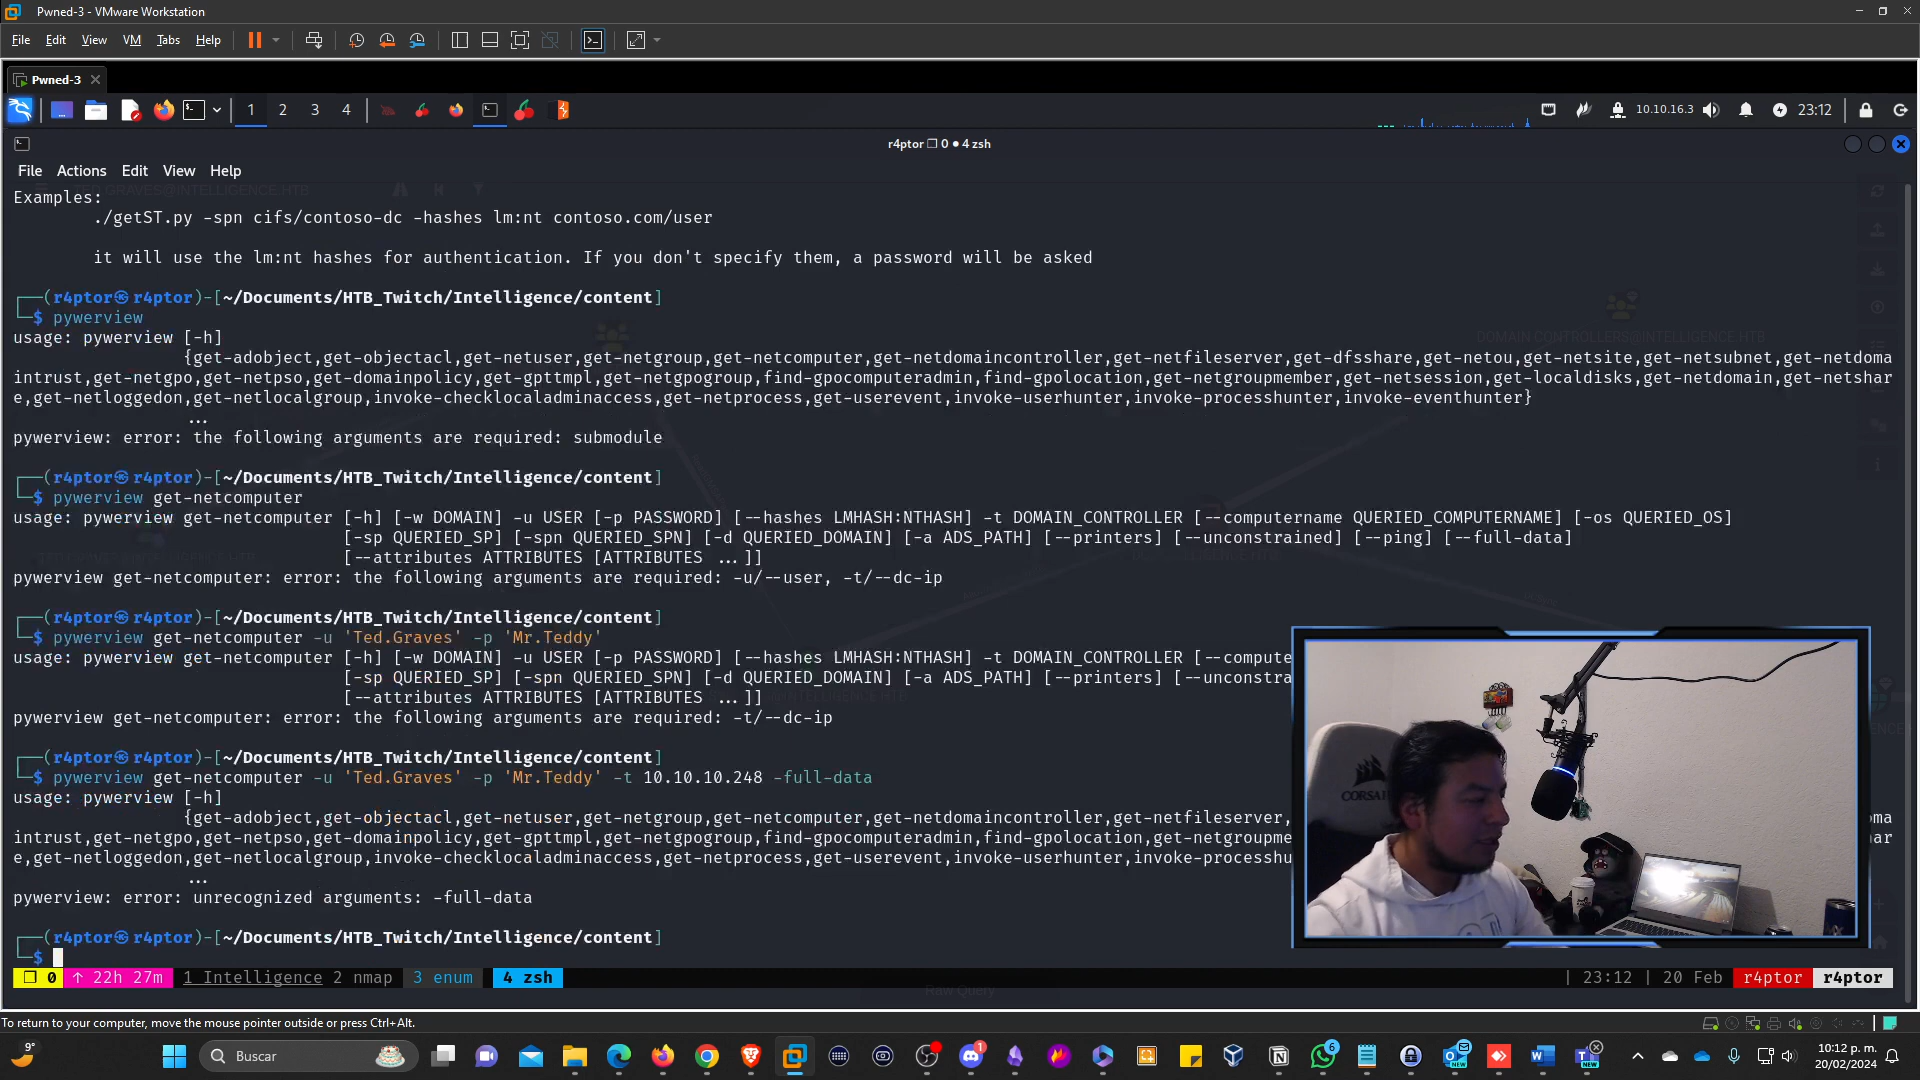 Pwned-3 - VMware Workstation
File Edit View VM Tabs Help
Pwned-3
1 2 3 4
10.10.16.3
23:12
r4ptor ❐ 0 ● 4 zsh
File Actions Edit View Help
Examples:
./getST.py -spn cifs/contoso-dc -hashes lm:nt contoso.com/user
it will use the lm:nt hashes for authentication. If you don't specify them, a password will be asked
┌──(r4ptor㉿r4ptor)-[~/Documents/HTB_Twitch/Intelligence/content]
└─$ pywerview
usage: pywerview [-h]
{get-adobject,get-objectacl,get-netuser,get-netgroup,get-netcomputer,get-netdomaincontroller,get-netfileserver,get-dfsshare,get-netou,get-netsite,get-netsubnet,get-netdoma
intrust,get-netgpo,get-netpso,get-domainpolicy,get-gpttmpl,get-netgpogroup,find-gpocomputeradmin,find-gpolocation,get-netgroupmember,get-netsession,get-localdisks,get-netdomain,get-netshar
e,get-netloggedon,get-netlocalgroup,invoke-checklocaladminaccess,get-netprocess,get-userevent,invoke-userhunter,invoke-processhunter,invoke-eventhunter}
...
pywerview: error: the following arguments are required: submodule
┌──(r4ptor㉿r4ptor)-[~/Documents/HTB_Twitch/Intelligence/content]
└─$ pywerview get-netcomputer
usage: pywerview get-netcomputer [-h] [-w DOMAIN] -u USER [-p PASSWORD] [--hashes LMHASH:NTHASH] -t DOMAIN_CONTROLLER [--computername QUERIED_COMPUTERNAME] [-os QUERIED_OS]
[-sp QUERIED_SP] [-spn QUERIED_SPN] [-d QUERIED_DOMAIN] [-a ADS_PATH] [--printers] [--unconstrained] [--ping] [--full-data]
[--attributes ATTRIBUTES [ATTRIBUTES ...]]
pywerview get-netcomputer: error: the following arguments are required: -u/--user, -t/--dc-ip
┌──(r4ptor㉿r4ptor)-[~/Documents/HTB_Twitch/Intelligence/content]
└─$ pywerview get-netcomputer -u 'Ted.Graves' -p 'Mr.Teddy'
usage: pywerview get-netcomputer [-h] [-w DOMAIN] -u USER [-p PASSWORD] [--hashes LMHASH:NTHASH] -t DOMAIN_CONTROLLER [--compute
[-sp QUERIED_SP] [-spn QUERIED_SPN] [-d QUERIED_DOMAIN] [-a ADS_PATH] [--printers] [--unconstra
[--attributes ATTRIBUTES [ATTRIBUTES ...]]
pywerview get-netcomputer: error: the following arguments are required: -t/--dc-ip
┌──(r4ptor㉿r4ptor)-[~/Documents/HTB_Twitch/Intelligence/content]
└─$ pywerview get-netcomputer -u 'Ted.Graves' -p 'Mr.Teddy' -t 10.10.10.248 -full-data
usage: pywerview [-h]
{get-adobject,get-objectacl,get-netuser,get-netgroup,get-netcomputer,get-netdomaincontroller,get-netfileserver, oma
intrust,get-netgpo,get-netpso,get-domainpolicy,get-gpttmpl,get-netgpogroup,find-gpocomputeradmin,find-gpolocation,get-netgroupme har
e,get-netloggedon,get-netlocalgroup,invoke-checklocaladminaccess,get-netprocess,get-userevent,invoke-userhunter,invoke-processhu
...
pywerview: error: unrecognized arguments: -full-data
┌──(r4ptor㉿r4ptor)-[~/Documents/HTB_Twitch/Intelligence/content]
└─$
CORSAIR
❐ 0 ↑ 22h 27m 1 Intelligence 2 nmap 3 enum 4 zsh | 23:12 | 20 Feb r4ptor r4ptor
Raw Query
To return to your computer, move the mouse pointer outside or press Ctrl+Alt.
9°
Buscar
1
6
NEW
NEW
10:12 p. m.
20/02/2024